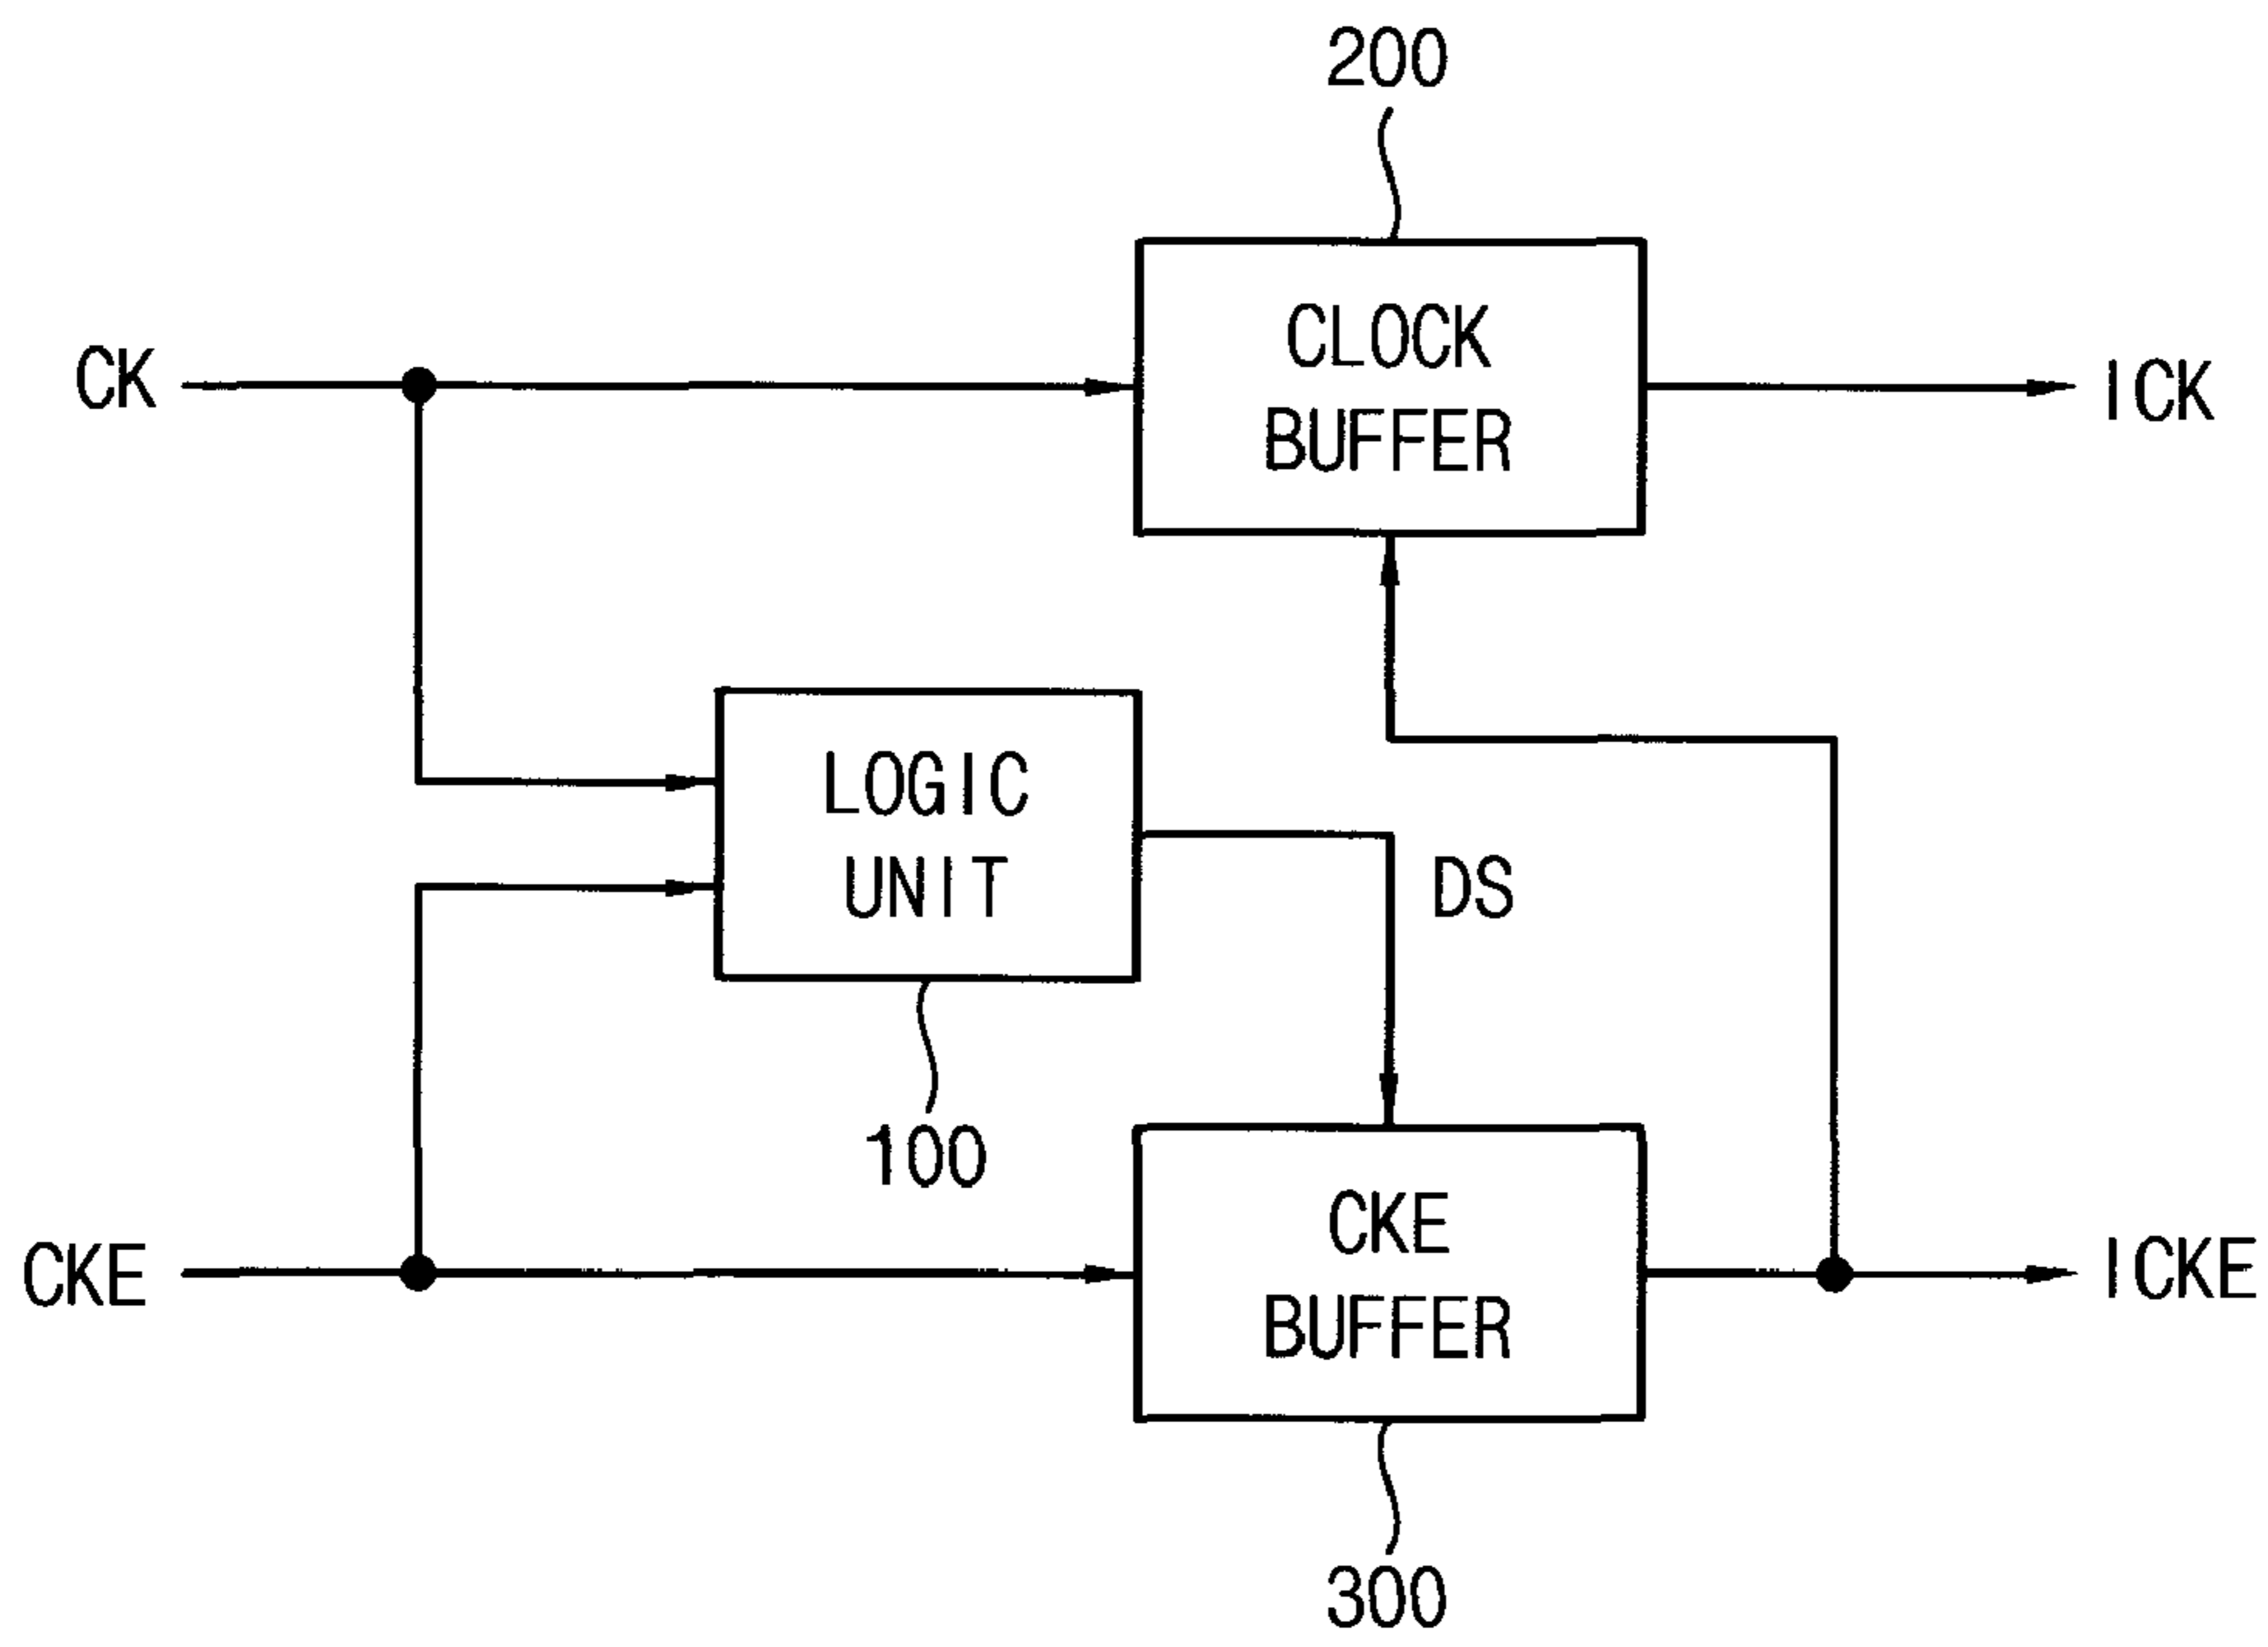 200
CLOCK
BUFFER
CK
ICK
LOGIC
UNIT
DS
100
CKE
CKE
BUFFER
ICKE
300